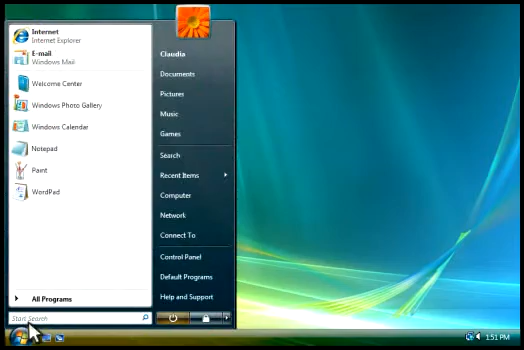 Internet
Internet Explorer
E-mail
Windows Mail
Welcome Center
Windows Photo Gallery
Windows Calendar
Notepad
Paint
WordPad
All Programs
Start Search
Claudia
Documents
Pictures
Music
Games
Search
Recent Items
Computer
Network
Connect To
Control Panel
Default Programs
Help and Support
1:51 PM